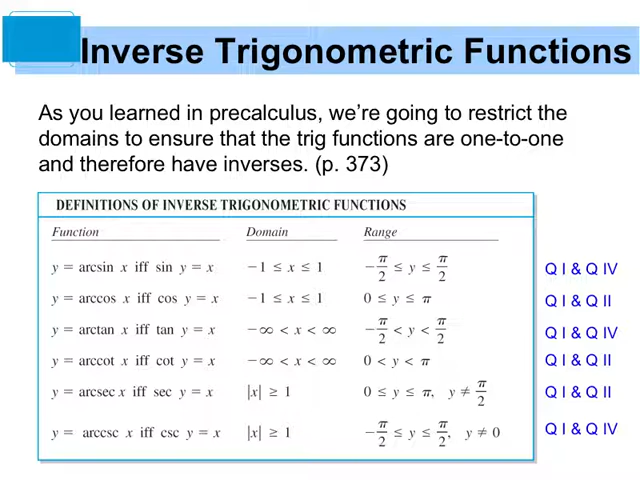 Inverse Trigonometric Functions
As you learned in precalculus, we're going to restrict the
domains to ensure that the trig functions are one-to-one
and therefore have inverses. (p. 373)
DEFINITIONS OF INVERSE TRIGONOMETRIC FUNCTIONS
Function Domain Range
y = arcsin x iff sin y = x −1 ≤ x ≤ 1 −π/2 ≤ y ≤ π/2 Q I & Q IV
y = arccos x iff cos y = x −1 ≤ x ≤ 1 0 ≤ y ≤ π Q I & Q II
y = arctan x iff tan y = x −∞ < x < ∞ −π/2 < y < π/2 Q I & Q IV
y = arccot x iff cot y = x −∞ < x < ∞ 0 < y < π Q I & Q II
y = arcsec x iff sec y = x |x| ≥ 1 0 ≤ y ≤ π, y ≠ π/2 Q I & Q II
y = arccsc x iff csc y = x |x| ≥ 1 −π/2 ≤ y ≤ π/2, y ≠ 0 Q I & Q IV